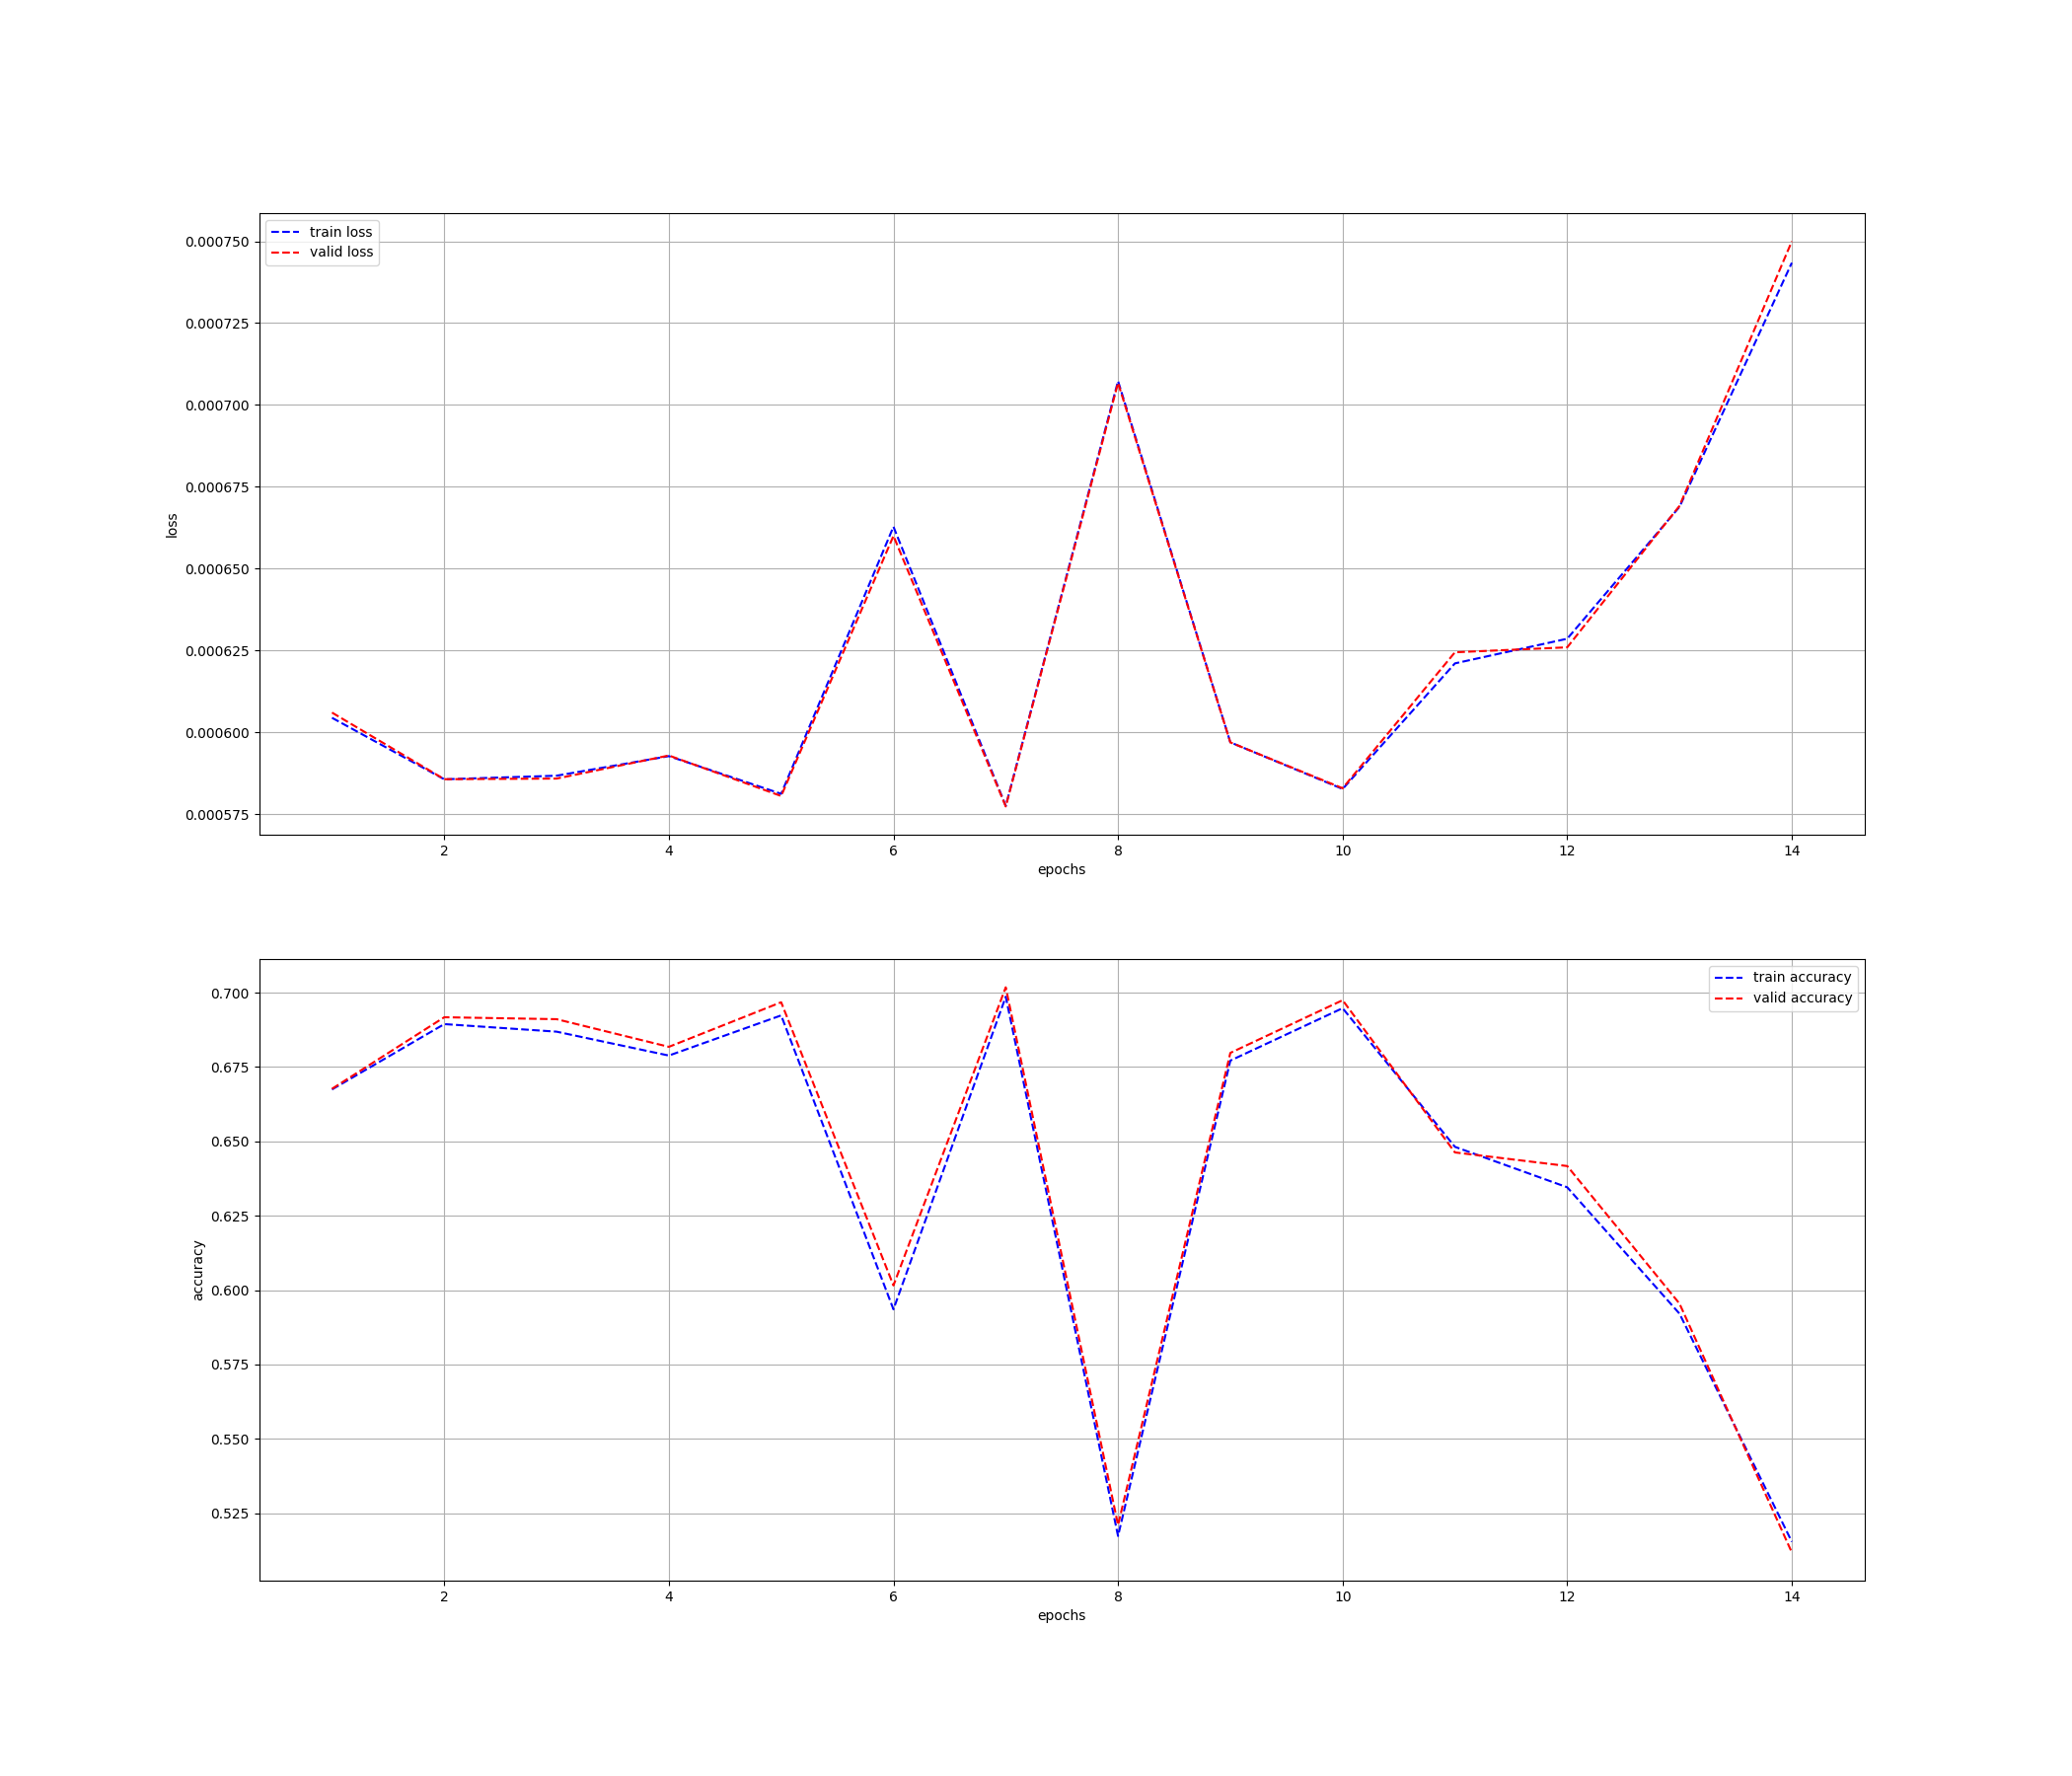 train loss
valid loss
0.000750
0.000725
0.000700
0.000675
0.000650
0.000625
0.000600
0.000575
loss
2 4 6 8 10 12 14
epochs
train accuracy
valid accuracy
0.700
0.675
0.650
0.625
0.600
0.575
0.550
0.525
accuracy
2 4 6 8 10 12 14
epochs